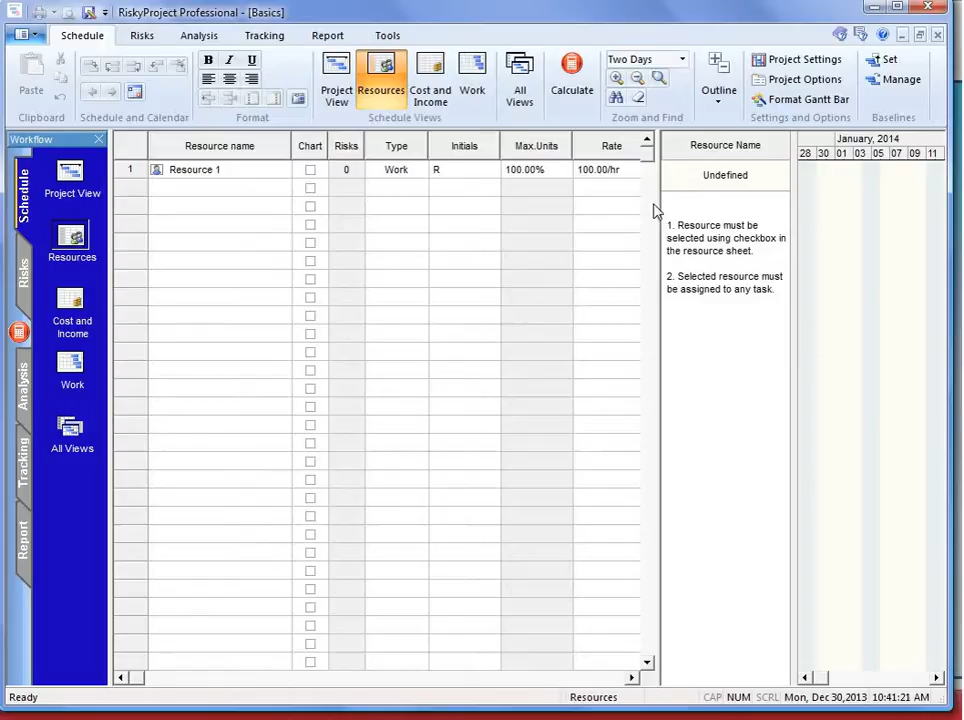 RiskyProject Professional - [Basics]
Schedule Risks Analysis Tracking Report Tools
Paste
Clipboard
Schedule and Calendar
B I U
Format
Project View
Resources
Cost and Income
Work
All Views
Schedule Views
Calculate
Two Days
Zoom and Find
Outline
Project Settings
Project Options
Format Gantt Bar
Settings and Options
Set
Manage
Baselines
Workflow
Schedule
Risks
Analysis
Tracking
Report
Project View
Resources
Cost and
Income
Work
All Views
Resource name Chart Risks Type Initials Max.Units Rate
1 Resource 1 0 Work R 100.00% 100.00/hr
Resource Name
Undefined
1. Resource must be
selected using checkbox in
the resource sheet.
2. Selected resource must
be assigned to any task.
January, 2014
28 30 01 03 05 07 09 11
Ready Resources CAP NUM SCRL Mon, Dec 30,2013 10:41:21 AM